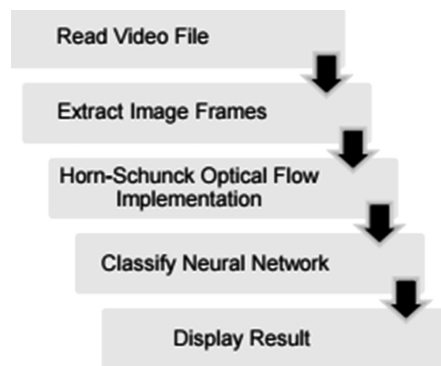 Read Video File
Extract Image Frames
Horn-Schunck Optical Flow
Implementation
Classify Neural Network
Display Result